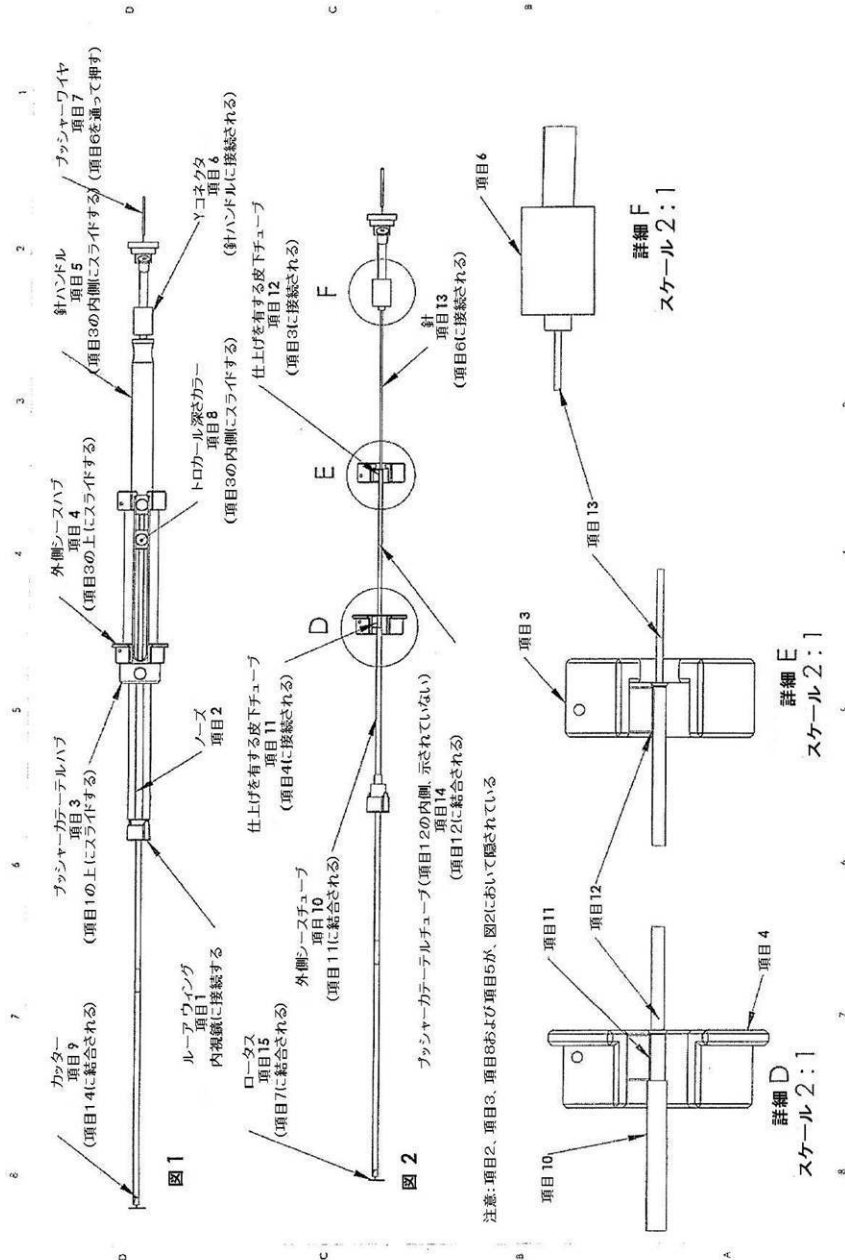 8
7
6
5
4
3
2
1
D
D
カッター
項目 9
(項目14に結合される)
ルーアウィング
項目 1
内視鏡に接続する
プッシャーカテーテルハブ
項目 3
(項目1の上にスライドする)
ノーズ
項目 2
外側シースハブ
項目 4
(項目3の上にスライドする)
トロカール深さカラー
項目 8
(項目3の内側にスライドする)
針ハンドル
項目 5
(項目3の内側にスライドする)
Yコネクタ
項目 6
(針ハンドルに接続される)
プッシャーワイヤ
項目 7
(項目6を通って押す)
図 1
C
C
ロータス
項目 15
(項目7に結合される)
外側シースチューブ
項目 10
(項目11に結合される)
仕上げを有する皮下チューブ
項目 11
(項目4に接続される)
D
プッシャーカテーテルチューブ(項目12の内側、示されていない)
項目14
(項目12に結合される)
E
仕上げを有する皮下チューブ
項目 12
(項目3に接続される)
針
項目 13
(項目6に接続される)
F
図 2
注意:項目2、項目3、項目8および項目5が、図2において隠されている
B
B
項目 10
項目11
項目12
項目 4
詳細 D
スケール 2:1
項目 3
項目 13
詳細 E
スケール 2:1
項目 6
詳細 F
スケール 2:1
A
8
7